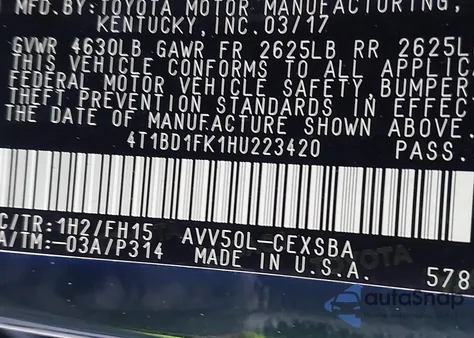 MFD.BY:TOYOTA MOTOR MANUFACTURING,
KENTUCKY,INC.03/17
GVWR 4630LB GAWR FR 2625LB RR 2625L
THIS VEHICLE CONFORMS TO ALL APPLIC
FEDERAL MOTOR VEHICLE SAFETY,BUMPER
THEFT PREVENTION STANDARDS IN EFFEC
THE DATE OF MANUFACTURE SHOWN ABOVE.
4T1BD1FK1HU223420 PASS.
C/TR:1H2/FH15 AVV50L-CEXSBA
A/TM:-03A/P314 MADE IN U.S.A. 578
TOYOTA
autoSnap